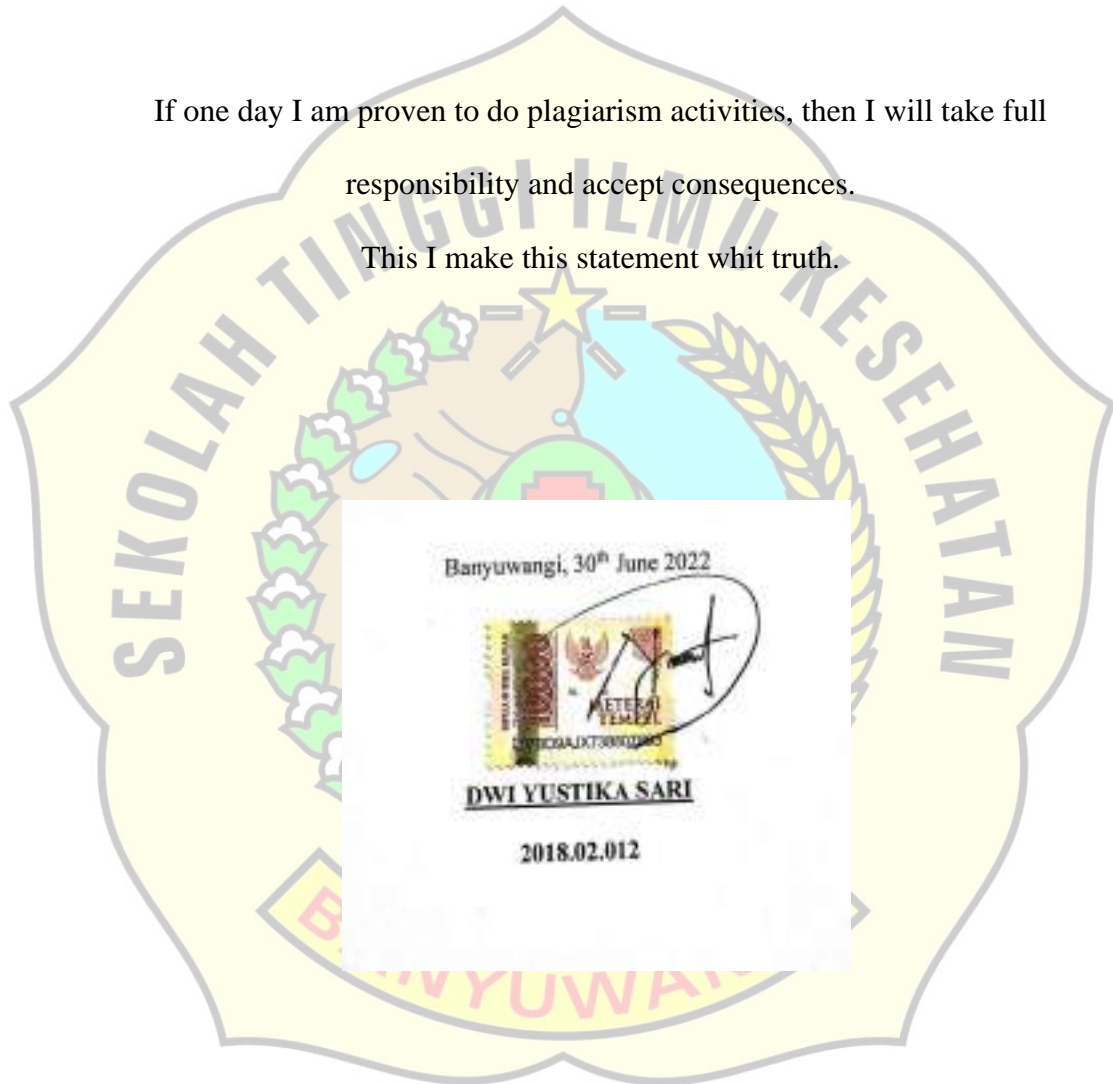 If one day I am proven to do plagiarism activities, then I will take full
responsibility and accept consequences.
This I make this statement whit truth.
SEKOLAH TINGGI ILMU KESEHATAN
Banyuwangi, 30th June 2022
10000
METERAI
TEMPEL
DWI YUSTIKA SARI
2018.02.012
BANYUWANGI